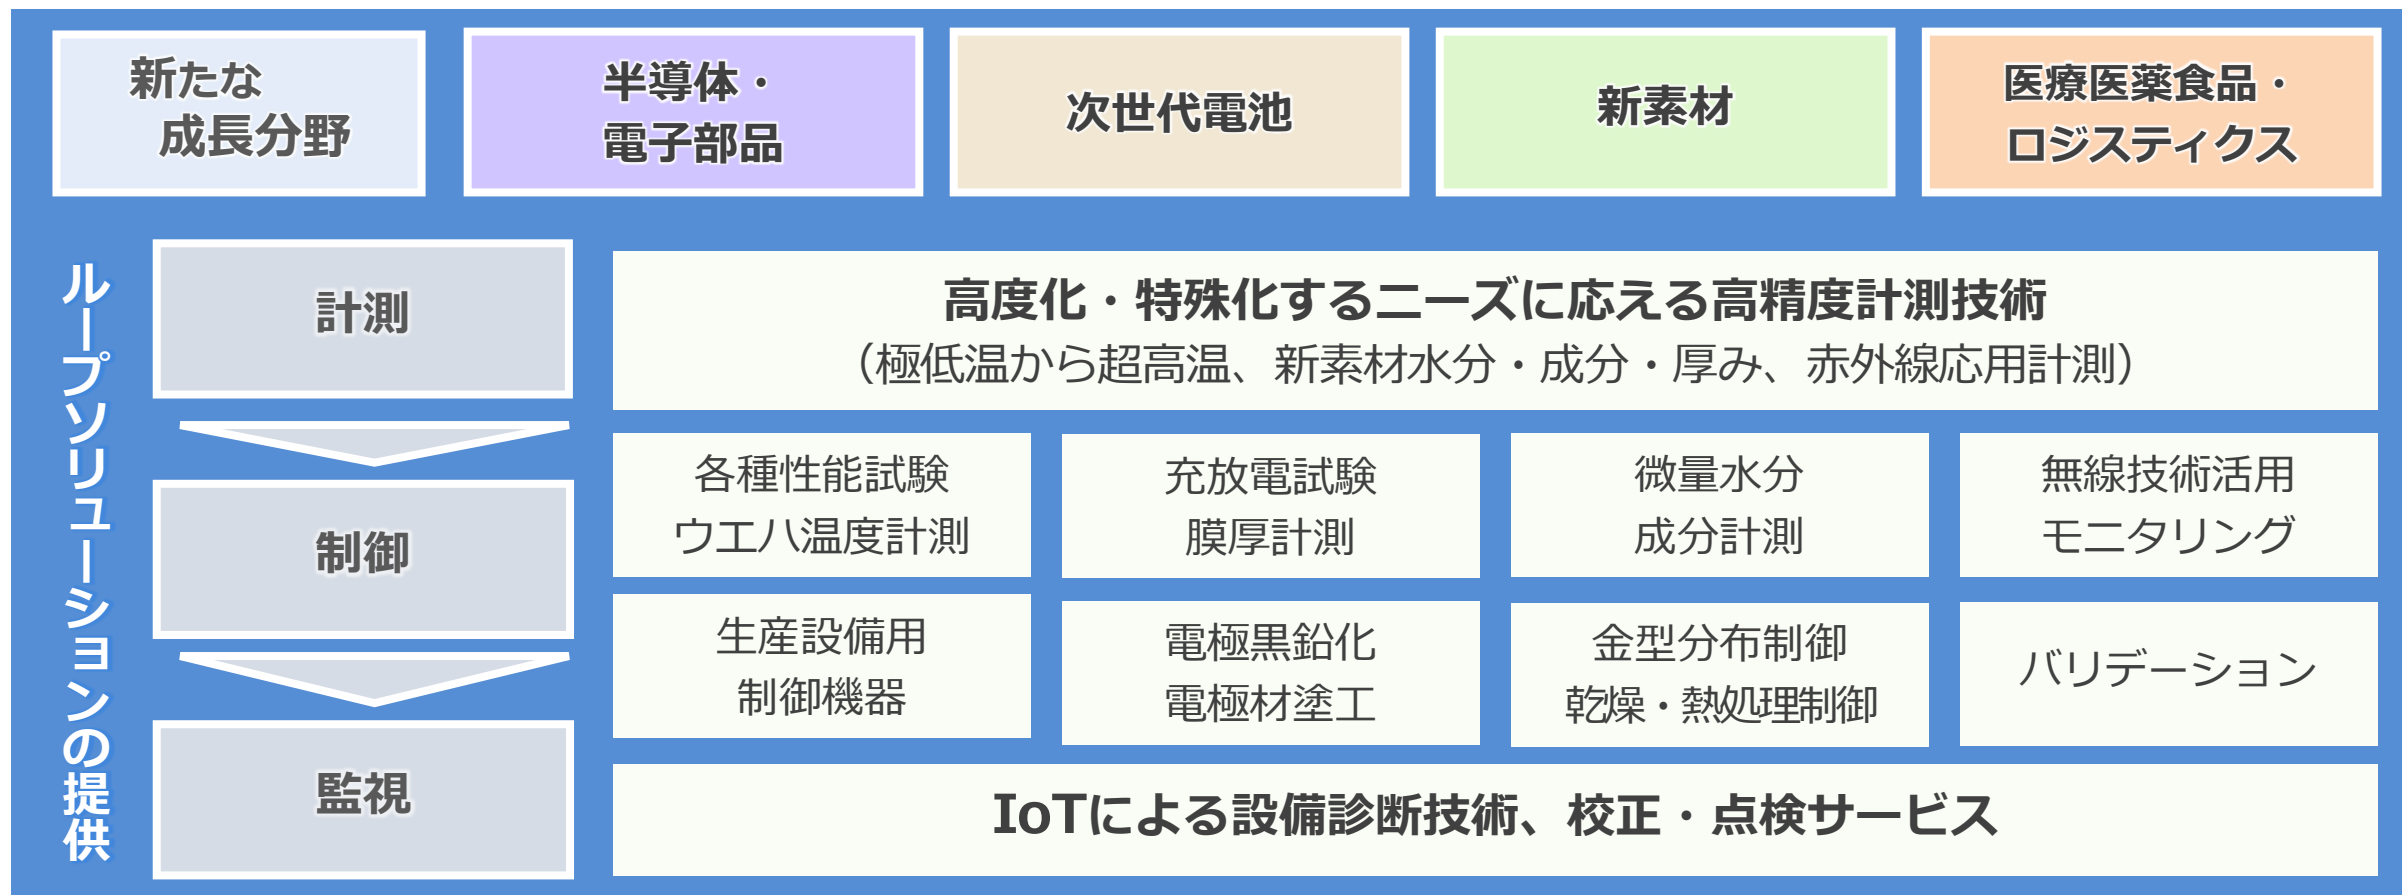 新たな
成長分野
半導体・
電子部品
次世代電池
新素材
医療医薬食品・
ロジスティクス
ループソリューションの提供
計測
高度化・特殊化するニーズに応える高精度計測技術
（極低温から超高温、新素材水分・成分・厚み、赤外線応用計測）
各種性能試験
ウエハ温度計測
充放電試験
膜厚計測
微量水分
成分計測
無線技術活用
モニタリング
制御
生産設備用
制御機器
電極黒鉛化
電極材塗工
金型分布制御
乾燥・熱処理制御
バリデーション
監視
IoTによる設備診断技術、校正・点検サービス